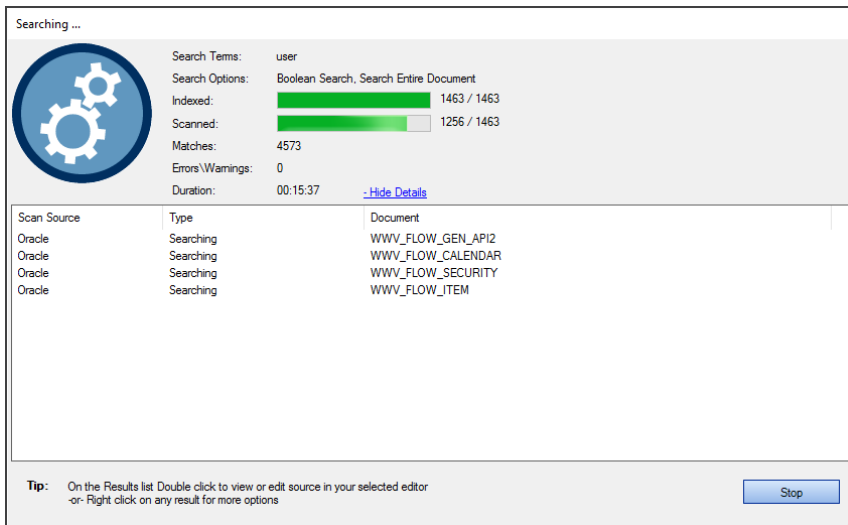 Searching ...
Search Terms: user
Search Options: Boolean Search, Search Entire Document
Indexed: 1463 / 1463
Scanned: 1256 / 1463
Matches: 4573
Errors\Warnings: 0
Duration: 00:15:37 - Hide Details
Scan Source Type Document
Oracle Searching WWV_FLOW_GEN_API2
Oracle Searching WWV_FLOW_CALENDAR
Oracle Searching WWV_FLOW_SECURITY
Oracle Searching WWV_FLOW_ITEM
Tip: On the Results list Double click to view or edit source in your selected editor
-or- Right click on any result for more options
Stop